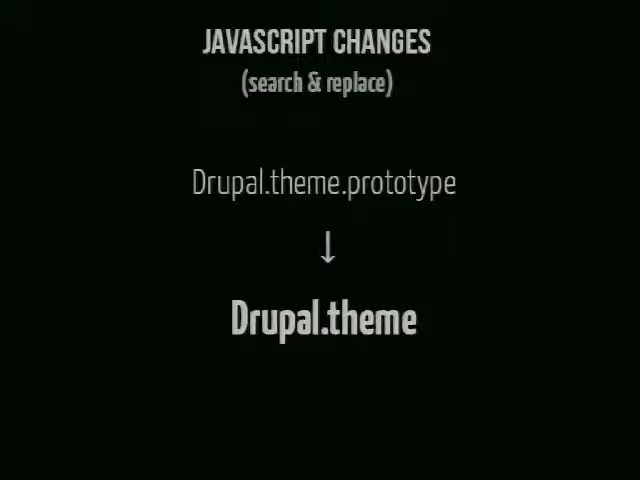 JAVASCRIPT CHANGES
(search & replace)
Drupal.theme.prototype
↓
Drupal.theme